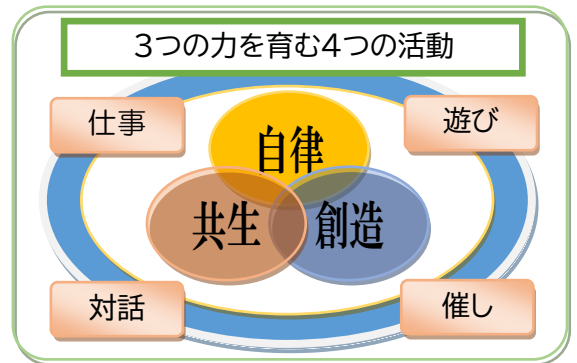 3つの力を育む4つの活動
仕事
遊び
自律
共生
創造
対話
催し